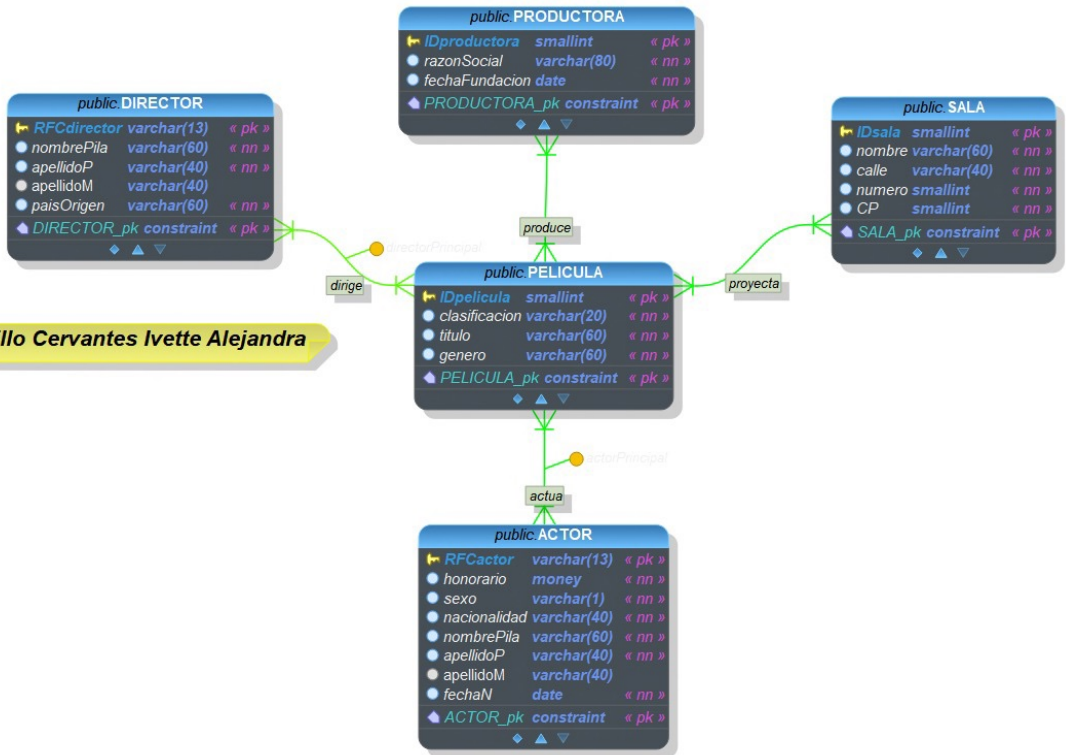 public.PRODUCTORA
IDproductora smallint « pk »
razonSocial varchar(80) « nn »
fechaFundacion date « nn »
PRODUCTORA_pk constraint « pk »
public.DIRECTOR
RFCdirector varchar(13) « pk »
nombrePila varchar(60) « nn »
apellidoP varchar(40) « nn »
apellidoM varchar(40)
paisOrigen varchar(60) « nn »
DIRECTOR_pk constraint « pk »
public.SALA
IDsala smallint « pk »
nombre varchar(60) « nn »
calle varchar(40) « nn »
numero smallint « nn »
CP smallint « nn »
SALA_pk constraint « pk »
produce
directorPrincipal
dirige
proyecta
public.PELICULA
IDpelicula smallint « pk »
clasificacion varchar(20) « nn »
titulo varchar(60) « nn »
genero varchar(60) « nn »
PELICULA_pk constraint « pk »
llo Cervantes Ivette Alejandra
actorPrincipal
actua
public.ACTOR
RFCactor varchar(13) « pk »
honorario money « nn »
sexo varchar(1) « nn »
nacionalidad varchar(40) « nn »
nombrePila varchar(60) « nn »
apellidoP varchar(40) « nn »
apellidoM varchar(40)
fechaN date « nn »
ACTOR_pk constraint « pk »